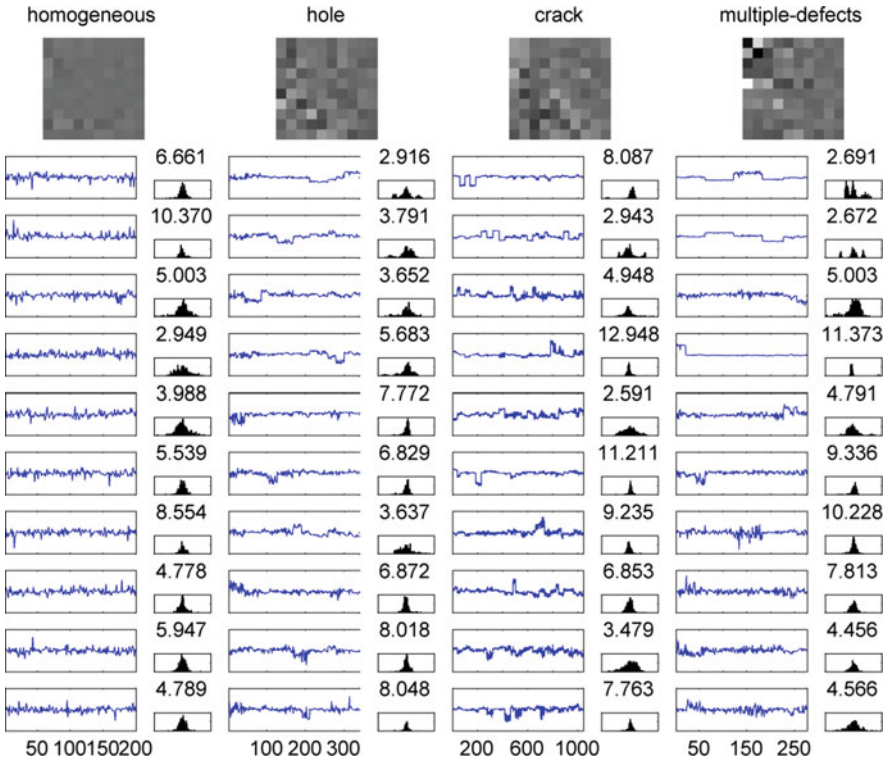 homogeneous hole crack multiple-defects
6.661 2.916 8.087 2.691
10.370 3.791 2.943 2.672
5.003 3.652 4.948 5.003
2.949 5.683 12.948 11.373
3.988 7.772 2.591 4.791
5.539 6.829 11.211 9.336
8.554 3.637 9.235 10.228
4.778 6.872 6.853 7.813
5.947 8.018 3.479 4.456
4.789 8.048 7.763 4.566
50 100 150 200 100 200 300 200 600 1000 50 150 250